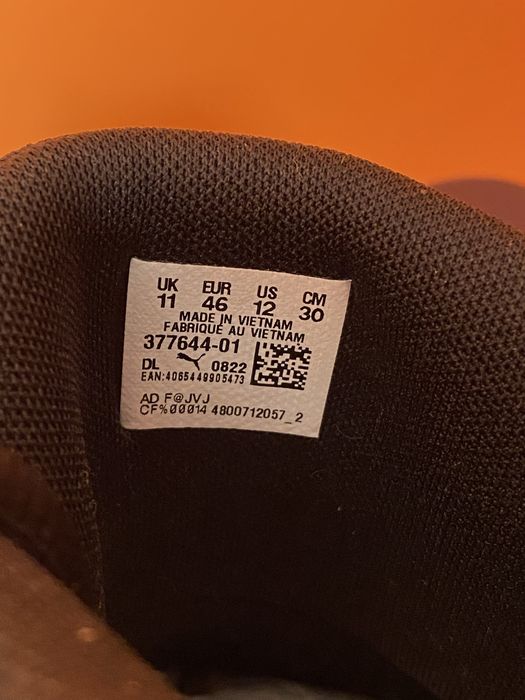 UK EUR US CM
11 46 12 30
MADE IN VIETNAM
FABRIQUÉ AU VIETNAM
377644-01
DL 0822
EAN:4065449905473
AD F@JVJ
CF%00014 4800712057_2